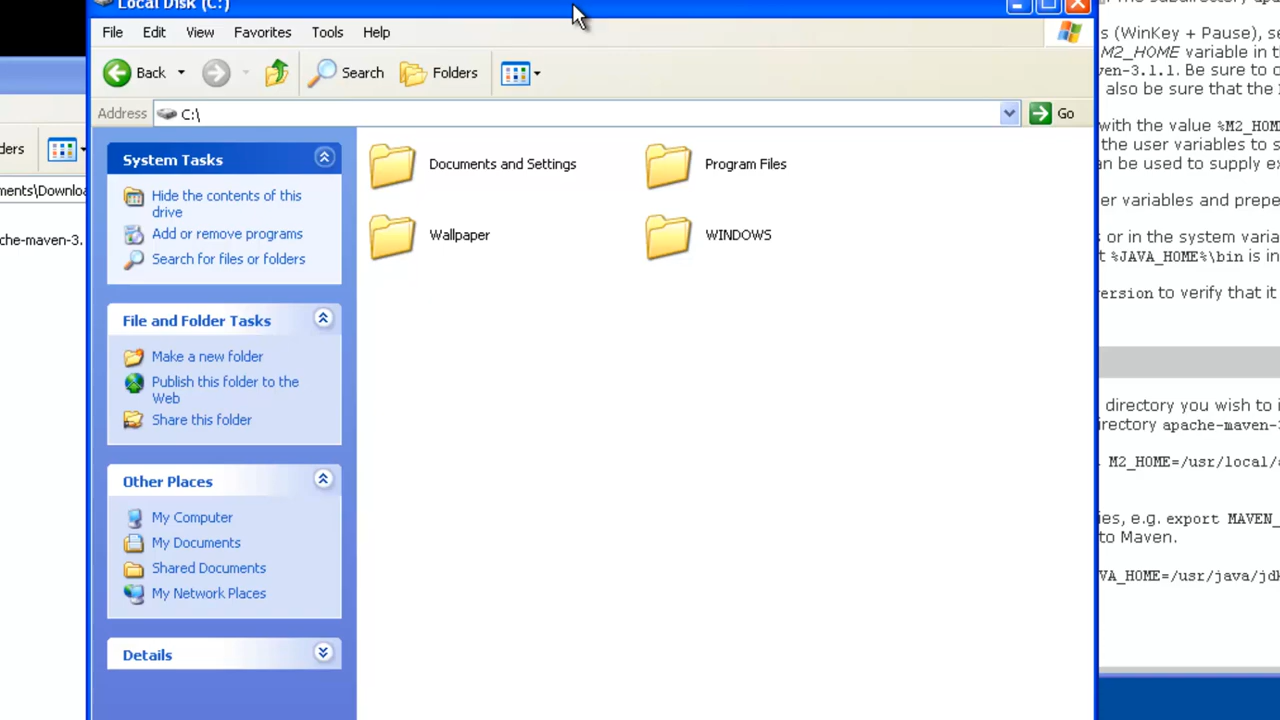 Local Disk (C:)
File Edit View Favorites Tools Help
Back Search Folders
Address C:\ Go
System Tasks
Hide the contents of this
drive
Add or remove programs
Search for files or folders
File and Folder Tasks
Make a new folder
Publish this folder to the
Web
Share this folder
Other Places
My Computer
My Documents
Shared Documents
My Network Places
Details
Documents and Settings
Program Files
Wallpaper
WINDOWS
ders
ments\Downloa
che-maven-3.
s (WinKey + Pause), se
M2_HOME variable in th
ven-3.1.1. Be sure to o
also be sure that the
with the value %M2_HOM
the user variables to s
an be used to supply ex
er variables and prepe
s or in the system varia
t %JAVA_HOME%\bin is in
ersion to verify that it
directory you wish to i
irectory apache-maven-3
M2_HOME=/usr/local/a
ies, e.g. export MAVEN_
to Maven.
VA_HOME=/usr/java/jdk